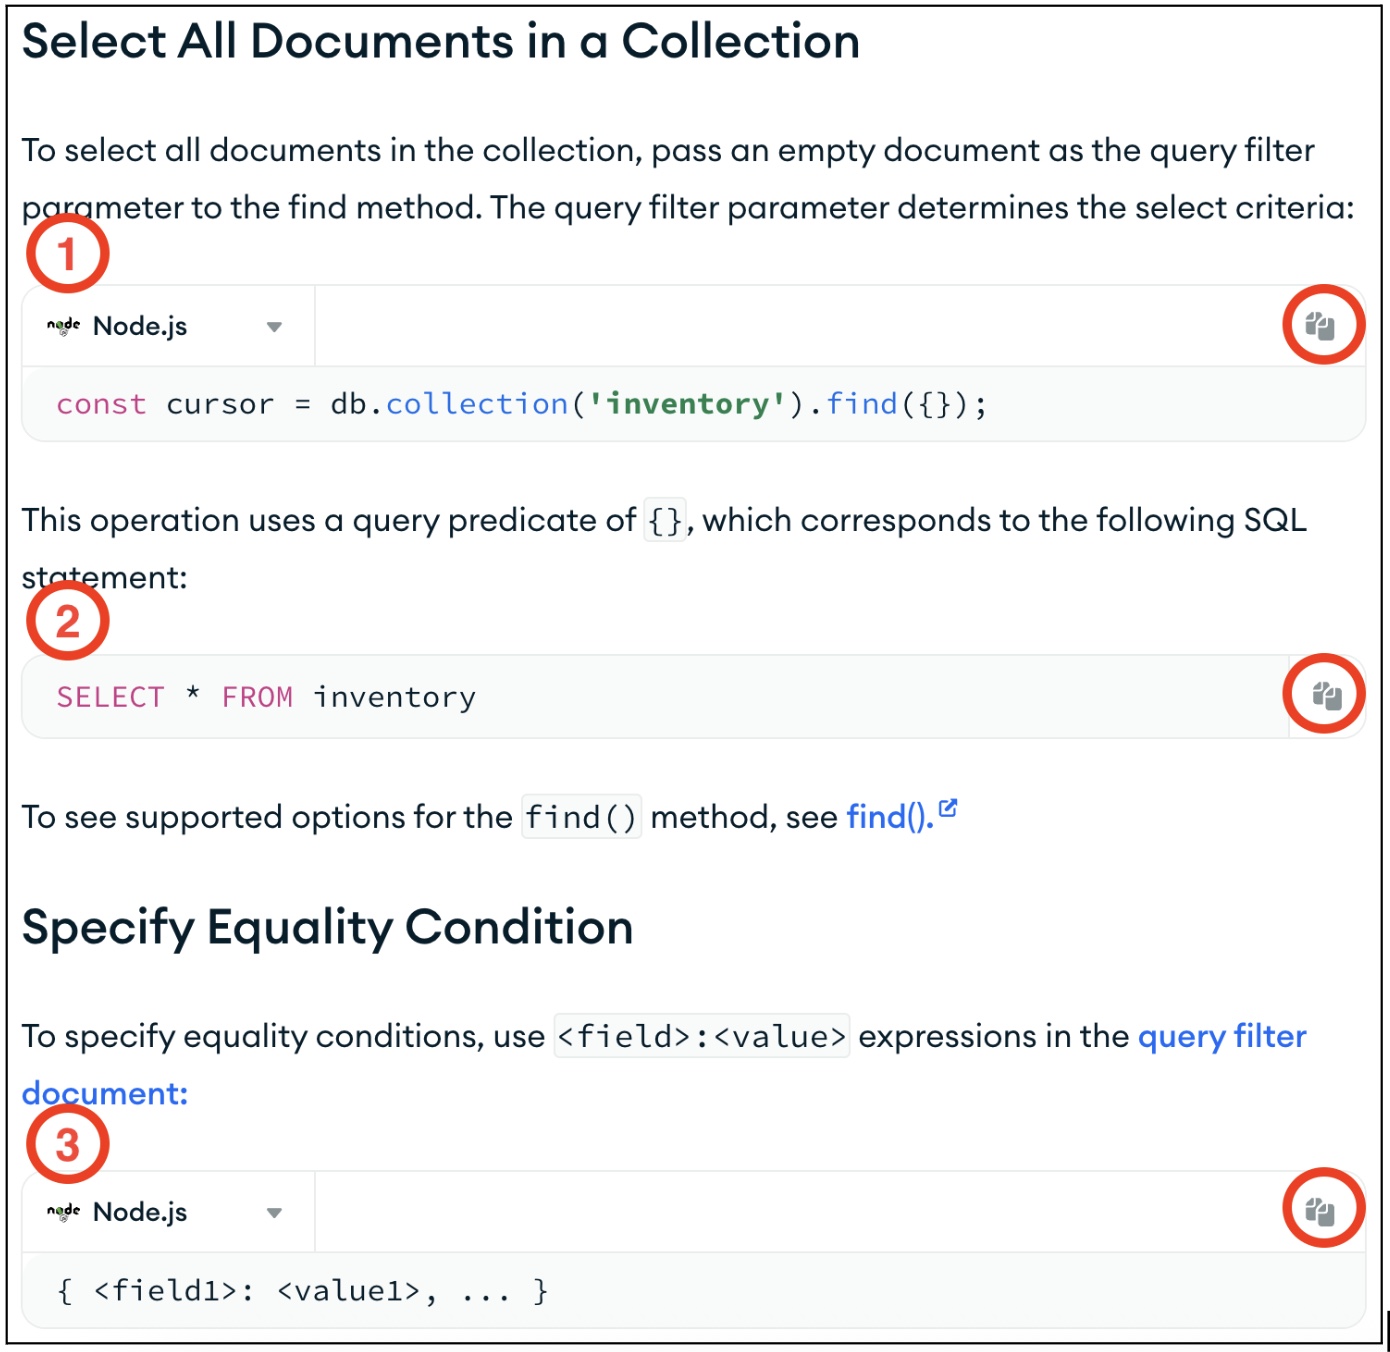 Select All Documents in a Collection
To select all documents in the collection, pass an empty document as the query filter
parameter to the find method. The query filter parameter determines the select criteria:
1
node Node.js
const cursor = db.collection('inventory').find({});
This operation uses a query predicate of {}, which corresponds to the following SQL
statement:
2
SELECT * FROM inventory
To see supported options for the find() method, see find().
Specify Equality Condition
To specify equality conditions, use <field>:<value> expressions in the query filter
document:
3
node Node.js
{ <field1>: <value1>, ... }